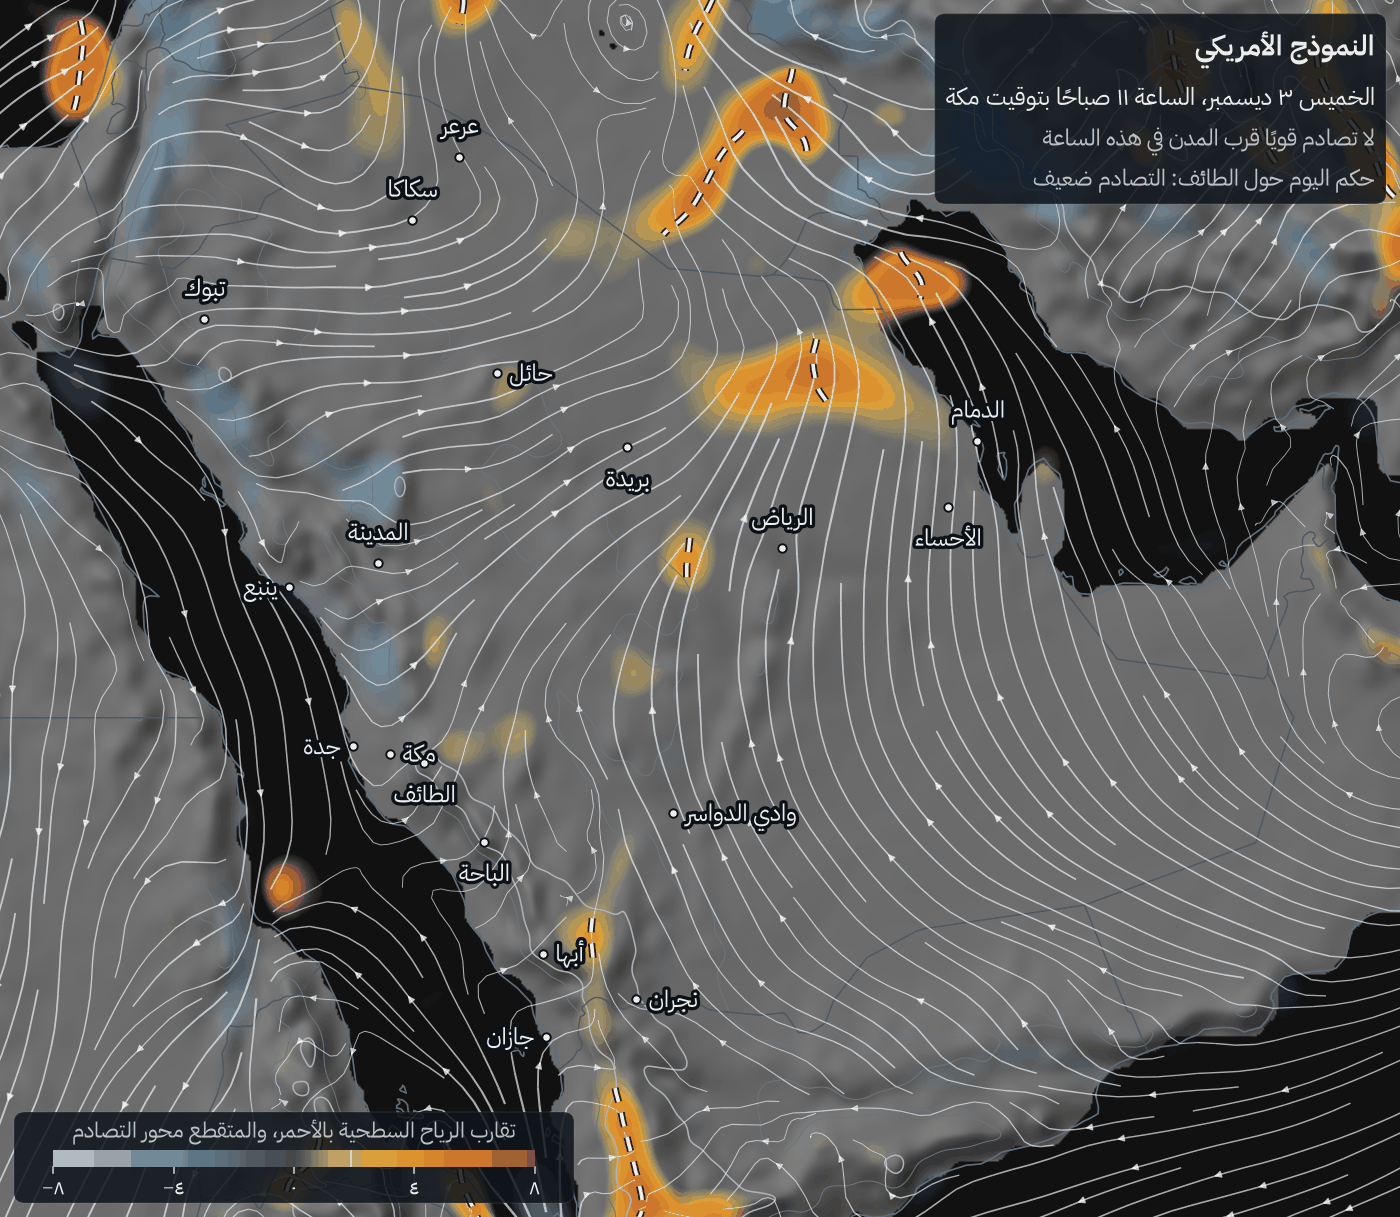 النموذج الأمريكي
الخميس ٣ ديسمبر، الساعة ١١ صباحًا بتوقيت مكة
لا تصادم قويًا قرب المدن في هذه الساعة
حكم اليوم حول الطائف: التصادم ضعيف
عرعر
سكاكا
تبوك
حائل
الدمام
بريدة
الرياض
الأحساء
المدينة
ينبع
جدة
مكة
الطائف
وادي الدواسر
الباحة
أبها
نجران
جازان
تقارب الرياح السطحية بالأحمر، والمتقطع محور التصادم
−٨ −٤ ٠ ٤ ٨